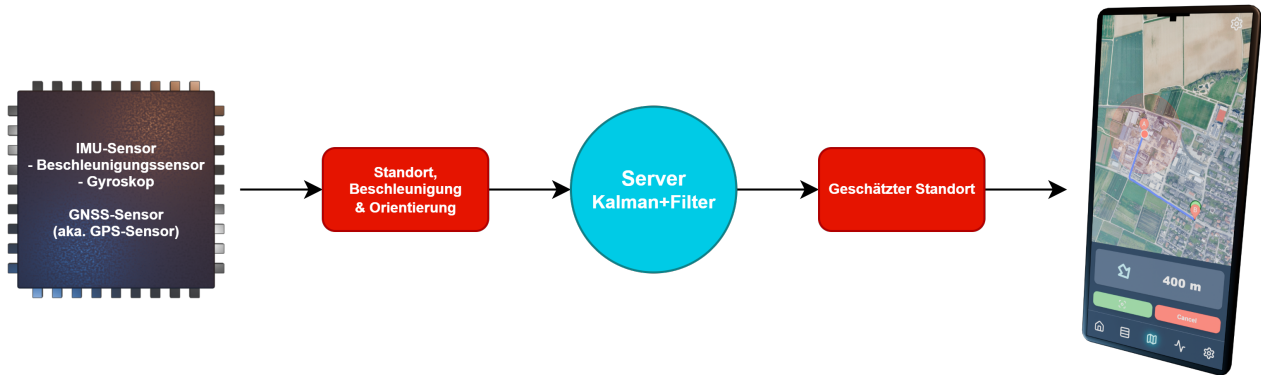 IMU-Sensor
- Beschleunigungssensor
- Gyroskop
GNSS-Sensor
(aka. GPS-Sensor)
Standort,
Beschleunigung
& Orientierung
Server
Kalman+Filter
Geschätzter Standort
A
B
400 m
Cancel